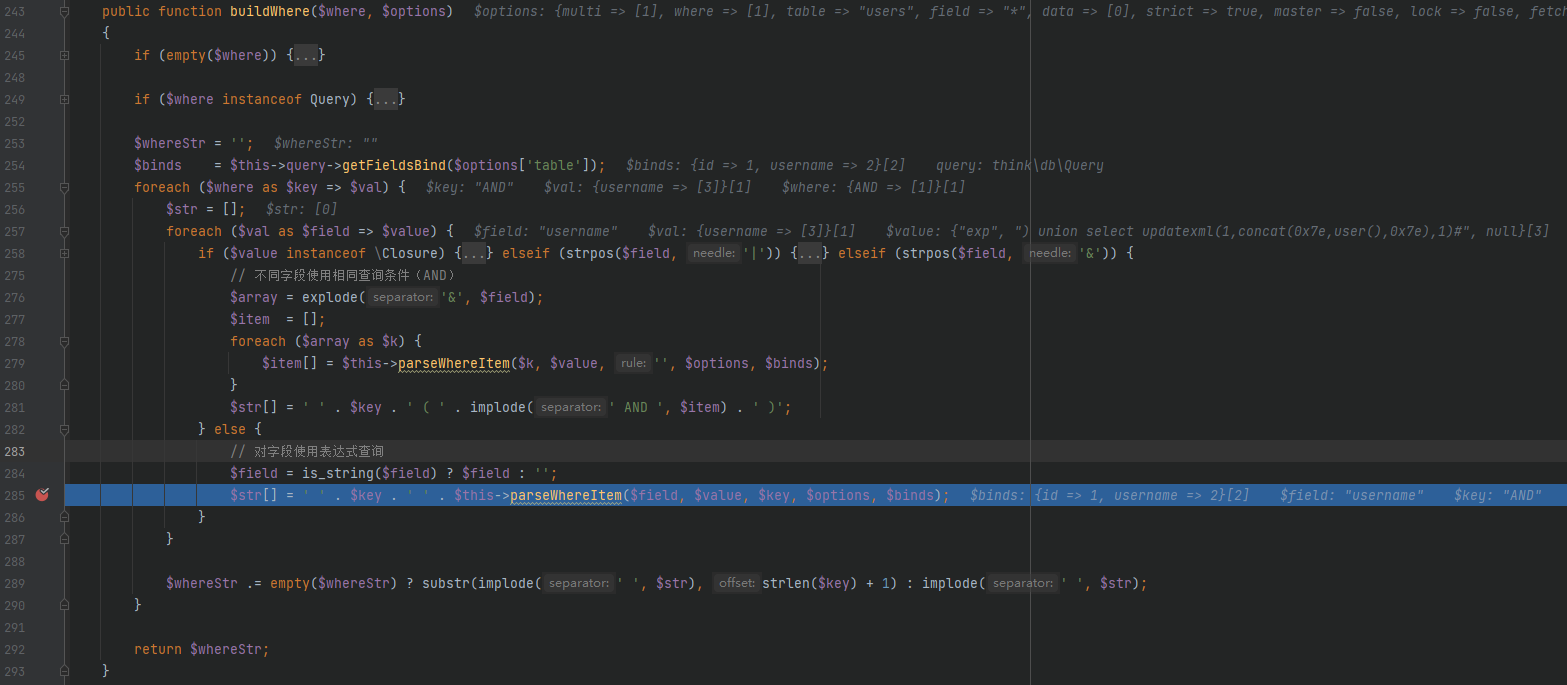 243 public function buildWhere($where, $options) $options: {multi => [1], where => [1], table => "users", field => "*", data => [0], strict => true, master => false, lock => false, fetch
244 {
245 if (empty($where)) {...}
248
249 if ($where instanceof Query) {...}
252
253 $whereStr = ''; $whereStr: ""
254 $binds = $this->query->getFieldsBind($options['table']); $binds: {id => 1, username => 2}[2] query: think\db\Query
255 foreach ($where as $key => $val) { $key: "AND" $val: {username => [3]}[1] $where: {AND => [1]}[1]
256 $str = []; $str: [0]
257 foreach ($val as $field => $value) { $field: "username" $val: {username => [3]}[1] $value: {"exp", ") union select updatexml(1,concat(0x7e,user(),0x7e),1)#", null}[3]
258 if ($value instanceof \Closure) {...} elseif (strpos($field, needle: '|')) {...} elseif (strpos($field, needle: '&')) {
275 // 不同字段使用相同查询条件（AND）
276 $array = explode( separator: '&', $field);
277 $item = [];
278 foreach ($array as $k) {
279 $item[] = $this->parseWhereItem($k, $value, rule: '', $options, $binds);
280 }
281 $str[] = ' ' . $key . ' ( ' . implode( separator: ' AND ', $item) . ' )';
282 } else {
283 // 对字段使用表达式查询
284 $field = is_string($field) ? $field : '';
285 $str[] = ' ' . $key . ' ' . $this->parseWhereItem($field, $value, $key, $options, $binds); $binds: {id => 1, username => 2}[2] $field: "username" $key: "AND"
286 }
287 }
288
289 $whereStr .= empty($whereStr) ? substr(implode( separator: ' ', $str), offset: strlen($key) + 1) : implode( separator: ' ', $str);
290 }
291
292 return $whereStr;
293 }